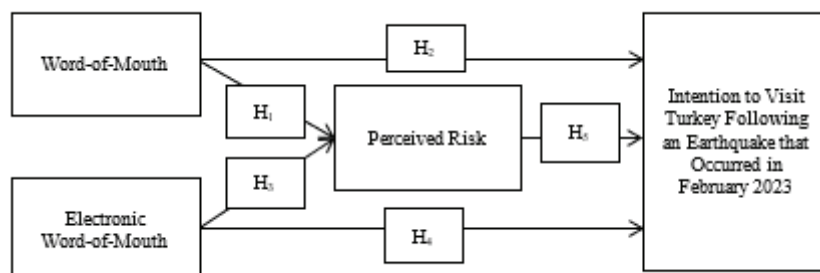 Word-of-Mouth
H₂
H₁
Perceived Risk
H₅
Intention to Visit
Turkey Following
an Earthquake that
Occurred in
February 2023
H₃
Electronic
Word-of-Mouth
H₄